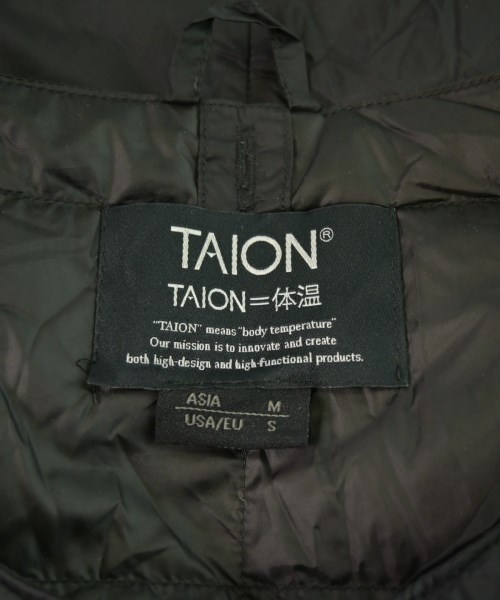 TAION®
TAION=体温
"TAION" means "body temperature"
Our mission is to innovate and create
both high-design and high-functional products.
ASIA M
USA/EU S